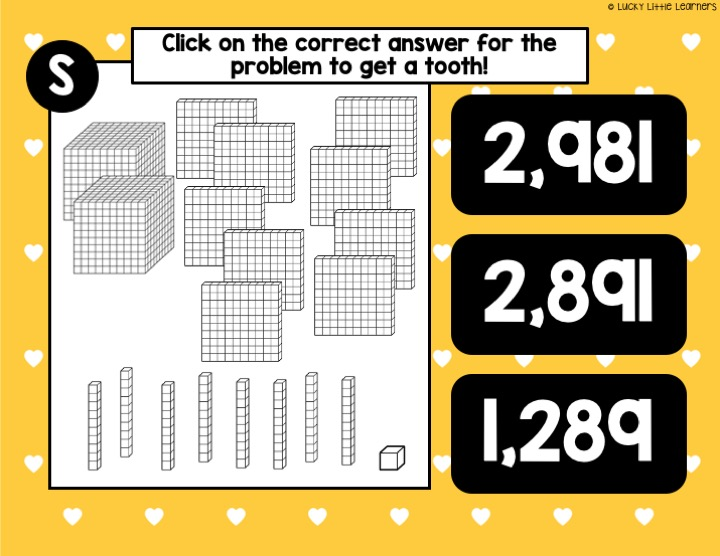 © Lucky Little Learners
Click on the correct answer for the
problem to get a tooth!
S
2,981
2,891
1,289